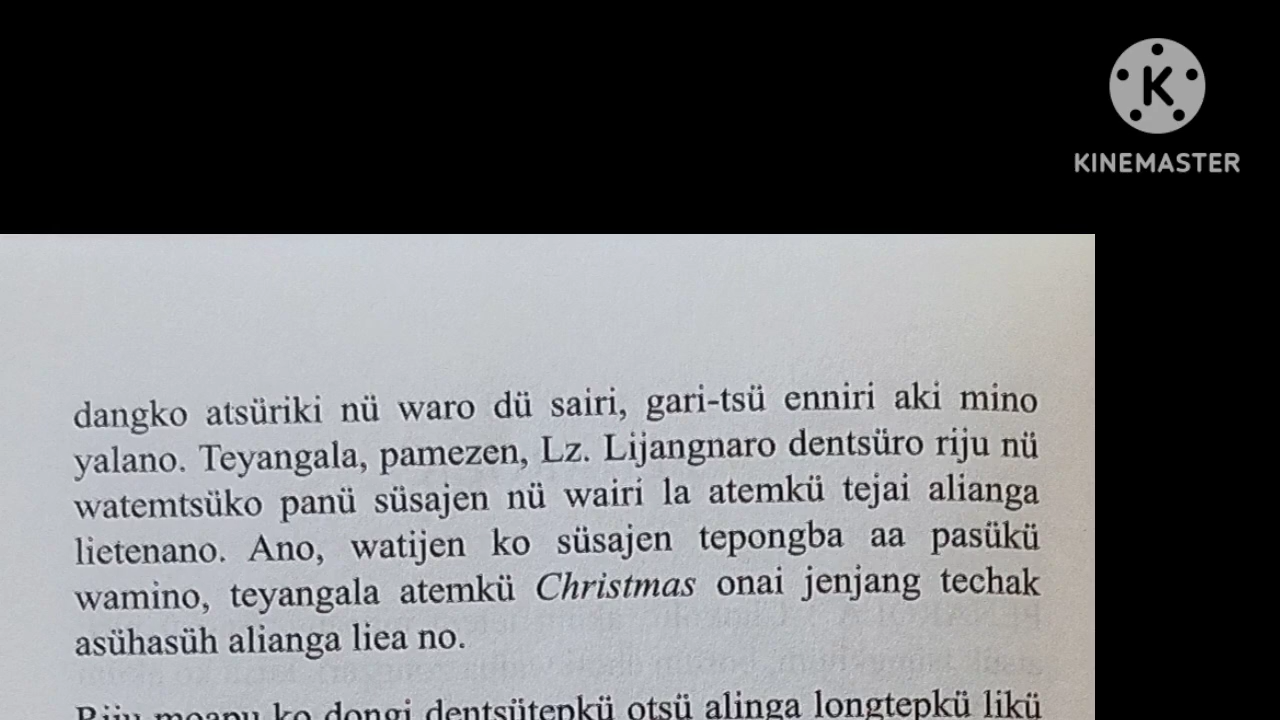 KINEMASTER
dangko atsüriki nü waro dü sairi, gari-tsü enniri aki mino
yalano. Teyangala, pamezen, Lz. Lijangnaro dentsüro riju nü
watemtsüko panü süsajen nü wairi la atemkü tejai alianga
lietenano. Ano, watijen ko süsajen tepongba aa pasükü
wamino, teyangala atemkü Christmas onai jenjang techak
asühasüh alianga liea no.
Riju moapu ko dongi dentsütepkü otsü alinga longtepkü likü